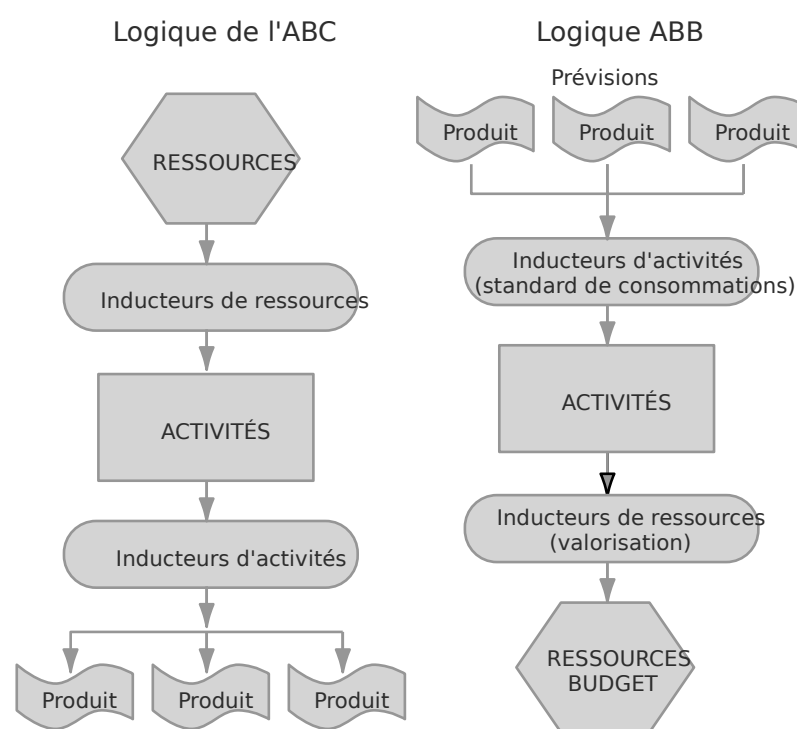 Logique de l'ABC
RESSOURCES
Inducteurs de ressources
ACTIVITÉS
Inducteurs d'activités
Produit
Produit
Produit
Logique ABB
Prévisions
Produit
Produit
Produit
Inducteurs d'activités
(standard de consommations)
ACTIVITÉS
Inducteurs de ressources
(valorisation)
RESSOURCES
BUDGET